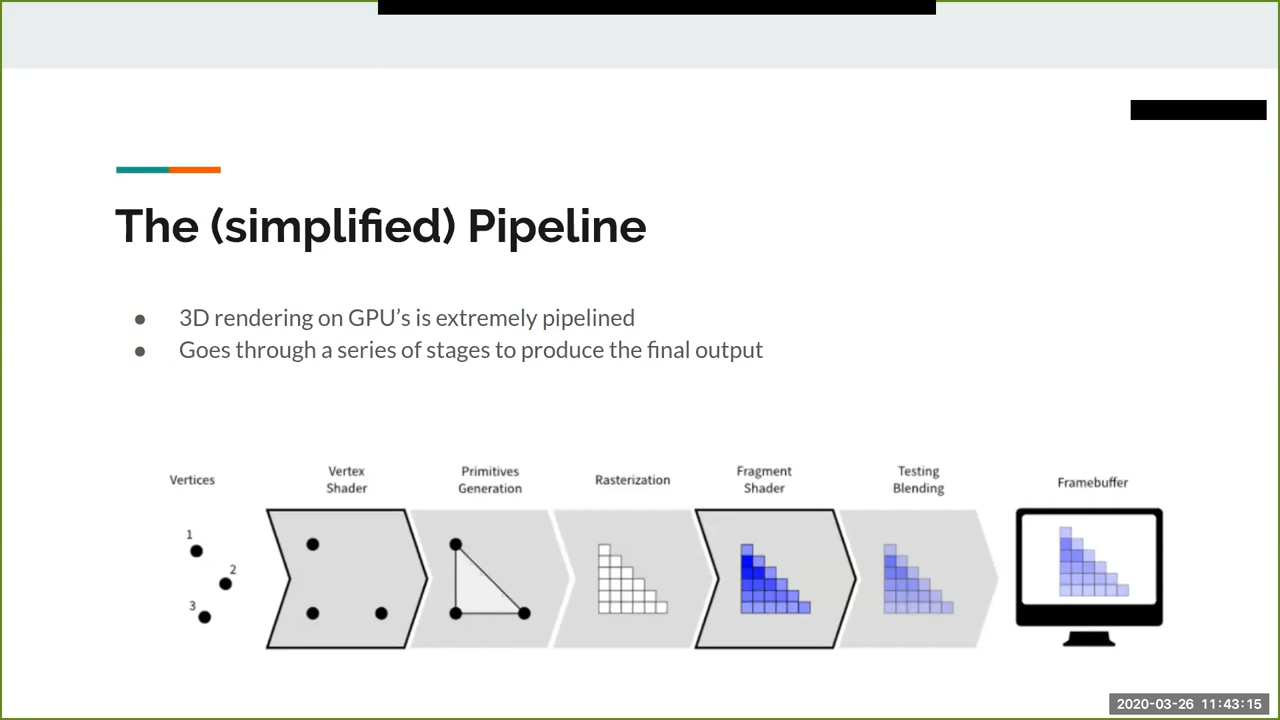 The (simplified) Pipeline
● 3D rendering on GPU’s is extremely pipelined
● Goes through a series of stages to produce the final output
Vertices
Vertex
Shader
Primitives
Generation
Rasterization
Fragment
Shader
Testing
Blending
Framebuffer
1
2
3
2020-03-26 11:43:15